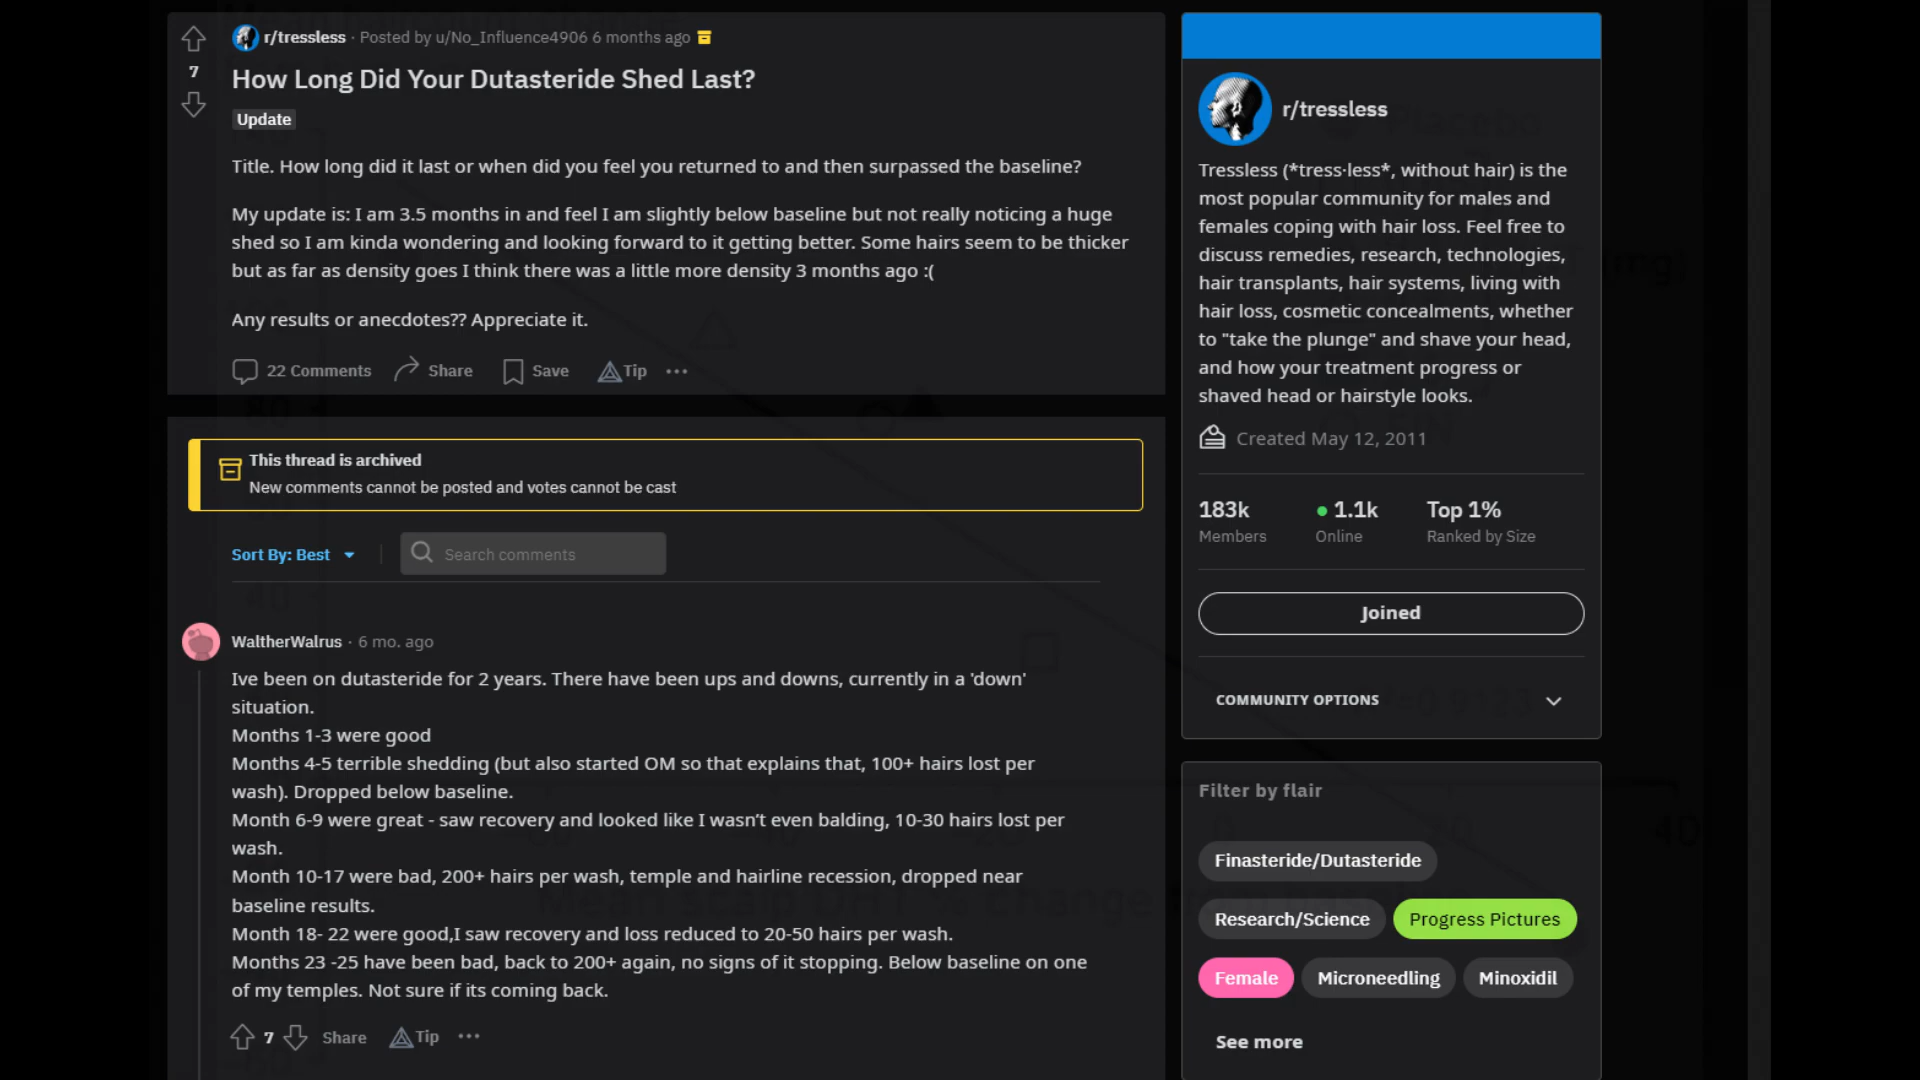 r/tressless · Posted by u/No_Influence4906 6 months ago
7
How Long Did Your Dutasteride Shed Last?
Update
Title. How long did it last or when did you feel you returned to and then surpassed the baseline?
My update is: I am 3.5 months in and feel I am slightly below baseline but not really noticing a huge
shed so I am kinda wondering and looking forward to it getting better. Some hairs seem to be thicker
but as far as density goes I think there was a little more density 3 months ago :(
Any results or anecdotes?? Appreciate it.
22 Comments Share Save Tip ...
This thread is archived
New comments cannot be posted and votes cannot be cast
Sort By: Best
Search comments
WaltherWalrus · 6 mo. ago
Ive been on dutasteride for 2 years. There have been ups and downs, currently in a 'down'
situation.
Months 1-3 were good
Months 4-5 terrible shedding (but also started OM so that explains that, 100+ hairs lost per
wash). Dropped below baseline.
Month 6-9 were great - saw recovery and looked like I wasn't even balding, 10-30 hairs lost per
wash.
Month 10-17 were bad, 200+ hairs per wash, temple and hairline recession, dropped near
baseline results.
Month 18- 22 were good,I saw recovery and loss reduced to 20-50 hairs per wash.
Months 23 -25 have been bad, back to 200+ again, no signs of it stopping. Below baseline on one
of my temples. Not sure if its coming back.
7 Share Tip ...
r/tressless
Tressless (*tress·less*, without hair) is the
most popular community for males and
females coping with hair loss. Feel free to
discuss remedies, research, technologies,
hair transplants, hair systems, living with
hair loss, cosmetic concealments, whether
to "take the plunge" and shave your head,
and how your treatment progress or
shaved head or hairstyle looks.
Created May 12, 2011
183k 1.1k Top 1%
Members Online Ranked by Size
Joined
COMMUNITY OPTIONS
Filter by flair
Finasteride/Dutasteride
Research/Science Progress Pictures
Female Microneedling Minoxidil
See more
Placebo
(mg)
80
40
0 20 40
Mean scalp DHT % change